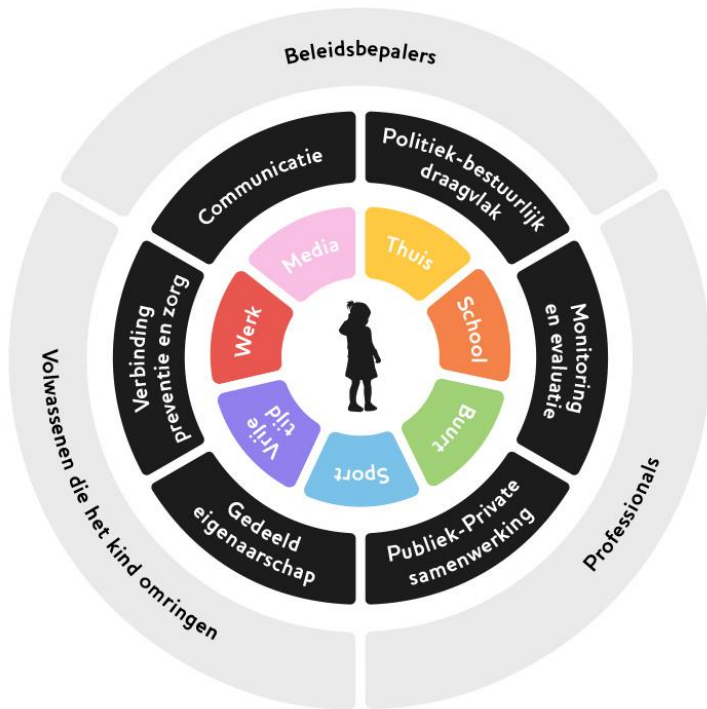 Beleidsbepalers
Professionals
Volwassenen die het kind omringen
Communicatie
Politiek-bestuurlijk
draagvlak
Monitoring
en evaluatie
Publiek-Private
samenwerking
Gedeeld
eigenaarschap
Verbinding
preventie en zorg
Media
Thuis
School
Buurt
Sport
Vrije
tijd
Werk